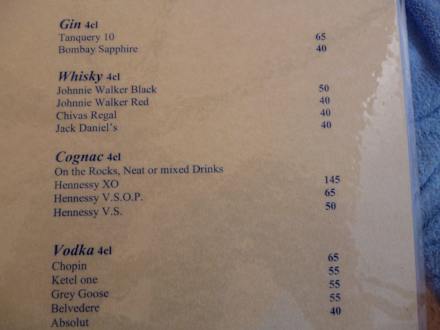 Gin 4cl
Tanquery 10 65
Bombay Sapphire 40
Whisky 4cl
Johnnie Walker Black 50
Johnnie Walker Red 40
Chivas Regal 40
Jack Daniel's 40
Cognac 4cl
On the Rocks, Neat or mixed Drinks
Hennessy XO 145
Hennessy V.S.O.P. 65
Hennessy V.S. 50
Vodka 4cl
Chopin 65
Ketel one 55
Grey Goose 55
Belvedere 55
Absolut 40